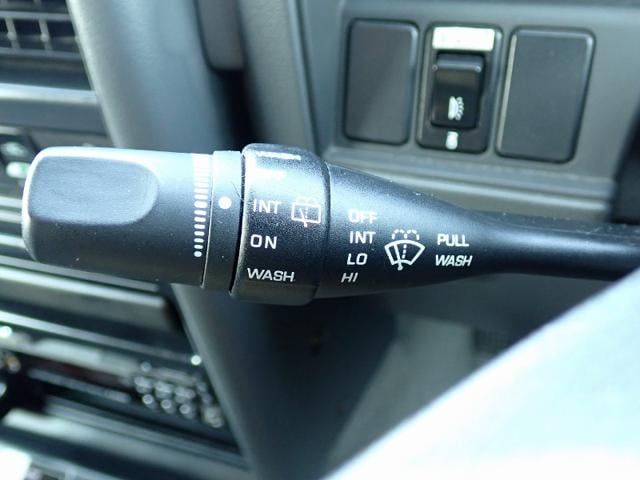 INT
ON
WASH
OFF
INT
LO
HI
PULL
WASH